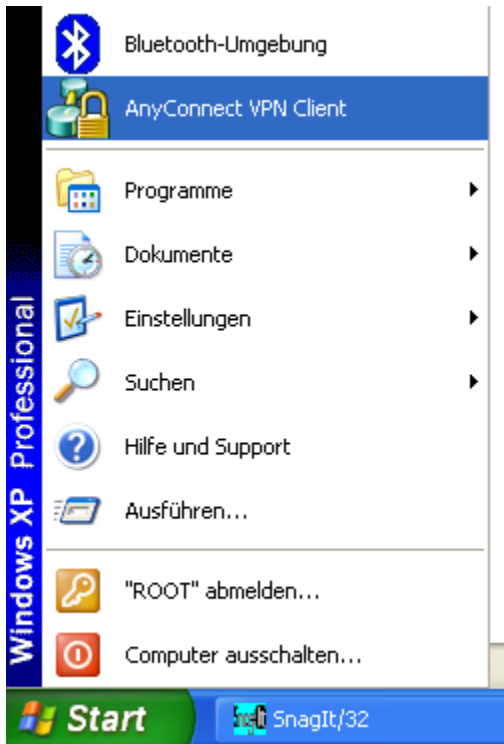 Bluetooth-Umgebung
AnyConnect VPN Client
Programme
Dokumente
Einstellungen
Suchen
Hilfe und Support
Ausführen...
"ROOT" abmelden...
Computer ausschalten...
Windows XP Professional
Start
SnagIt SnagIt/32